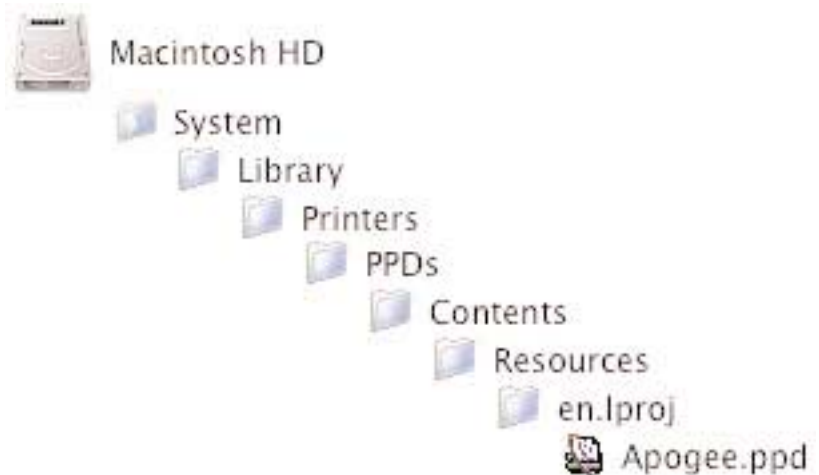 Macintosh HD
System
Library
Printers
PPDs
Contents
Resources
en.lproj
Apogee.ppd